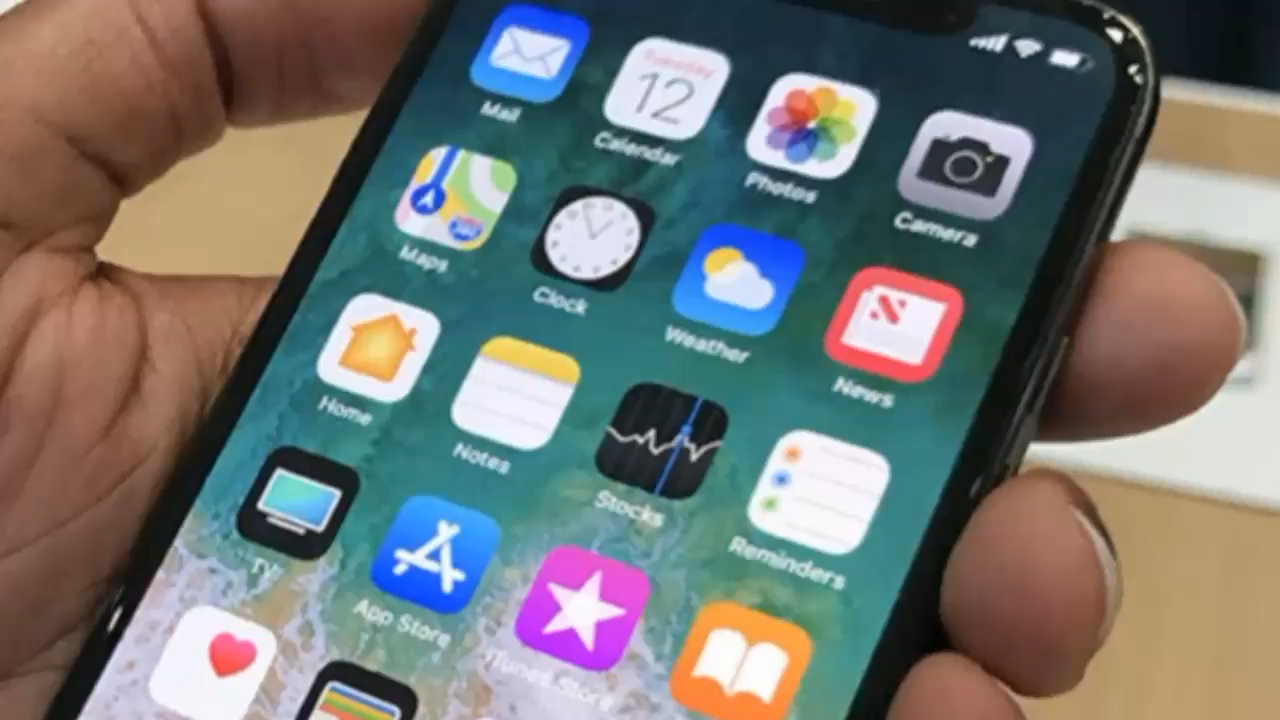 Mail
Tuesday
12
Calendar
Photos
Camera
Maps
Clock
Weather
News
Home
Notes
Stocks
Reminders
TV
App Store
iTunes Store